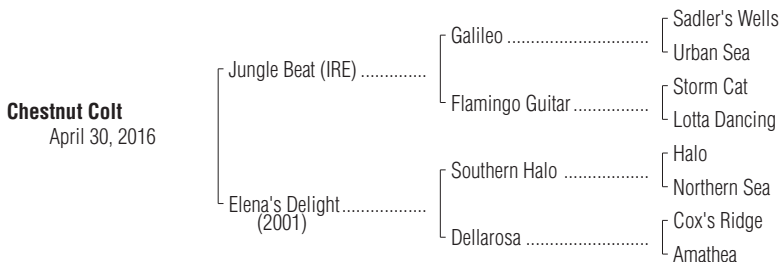 Sadler's Wells
Galileo ................................
Urban Sea
Jungle Beat (IRE) ...............
Storm Cat
Flamingo Guitar .................
Lotta Dancing
Chestnut Colt
April 30, 2016
Halo
Southern Halo ...................
Northern Sea
Elena's Delight ...................
(2001)
Cox's Ridge
Dellarosa ............................
Amathea